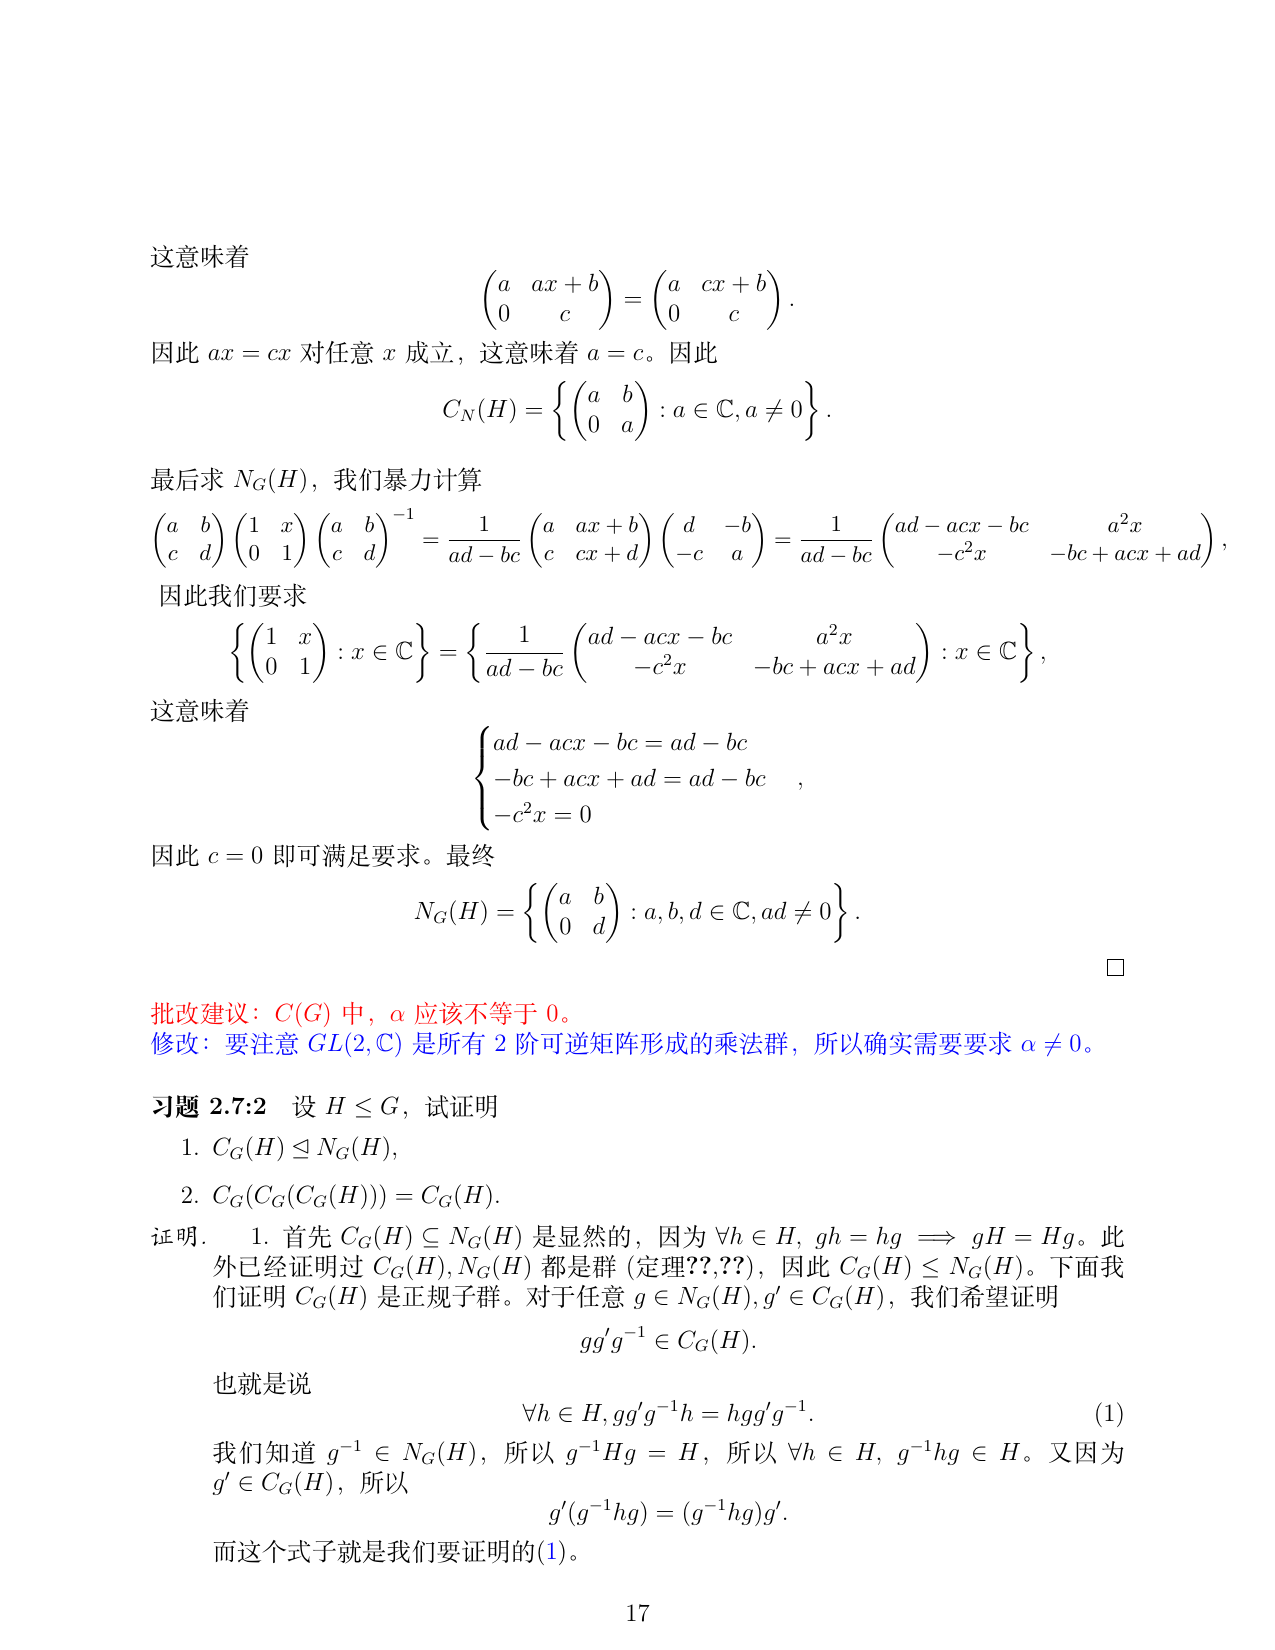 这意味着
$$\begin{pmatrix} a & ax+b \\ 0 & c \end{pmatrix} = \begin{pmatrix} a & cx+b \\ 0 & c \end{pmatrix}.$$
因此 $ax = cx$ 对任意 $x$ 成立，这意味着 $a = c$。因此
$$C_N(H) = \left\{ \begin{pmatrix} a & b \\ 0 & a \end{pmatrix} : a \in \mathbb{C}, a \neq 0 \right\}.$$
最后求 $N_G(H)$，我们暴力计算
$$\begin{pmatrix} a & b \\ c & d \end{pmatrix} \begin{pmatrix} 1 & x \\ 0 & 1 \end{pmatrix} \begin{pmatrix} a & b \\ c & d \end{pmatrix}^{-1} = \frac{1}{ad-bc} \begin{pmatrix} a & ax+b \\ c & cx+d \end{pmatrix} \begin{pmatrix} d & -b \\ -c & a \end{pmatrix} = \frac{1}{ad-bc} \begin{pmatrix} ad-acx-bc & a^2x \\ -c^2x & -bc+acx+ad \end{pmatrix},$$
因此我们要求
$$\left\{ \begin{pmatrix} 1 & x \\ 0 & 1 \end{pmatrix} : x \in \mathbb{C} \right\} = \left\{ \frac{1}{ad-bc} \begin{pmatrix} ad-acx-bc & a^2x \\ -c^2x & -bc+acx+ad \end{pmatrix} : x \in \mathbb{C} \right\},$$
这意味着
$$\begin{cases} ad-acx-bc = ad-bc \\ -bc+acx+ad = ad-bc \\ -c^2x = 0 \end{cases},$$
因此 $c = 0$ 即可满足要求。最终
$$N_G(H) = \left\{ \begin{pmatrix} a & b \\ 0 & d \end{pmatrix} : a, b, d \in \mathbb{C}, ad \neq 0 \right\}.$$
□
批改建议：$C(G)$ 中，$\alpha$ 应该不等于 0。
修改：要注意 $GL(2,\mathbb{C})$ 是所有 2 阶可逆矩阵形成的乘法群，所以确实需要要求 $\alpha \neq 0$。
习题 2.7:2 设 $H \leq G$，试证明
1. $C_G(H) \trianglelefteq N_G(H)$,
2. $C_G(C_G(C_G(H))) = C_G(H)$.
证明. 1. 首先 $C_G(H) \subseteq N_G(H)$ 是显然的，因为 $\forall h \in H,\ gh = hg \implies gH = Hg$。此
外已经证明过 $C_G(H), N_G(H)$ 都是群 (定理??,??)，因此 $C_G(H) \leq N_G(H)$。下面我
们证明 $C_G(H)$ 是正规子群。对于任意 $g \in N_G(H), g' \in C_G(H)$，我们希望证明
$$gg'g^{-1} \in C_G(H).$$
也就是说
$$\forall h \in H, gg'g^{-1}h = hgg'g^{-1}. \quad (1)$$
我们知道 $g^{-1} \in N_G(H)$，所以 $g^{-1}Hg = H$，所以 $\forall h \in H,\ g^{-1}hg \in H$。又因为
$g' \in C_G(H)$，所以
$$g'(g^{-1}hg) = (g^{-1}hg)g'.$$
而这个式子就是我们要证明的(1)。
17